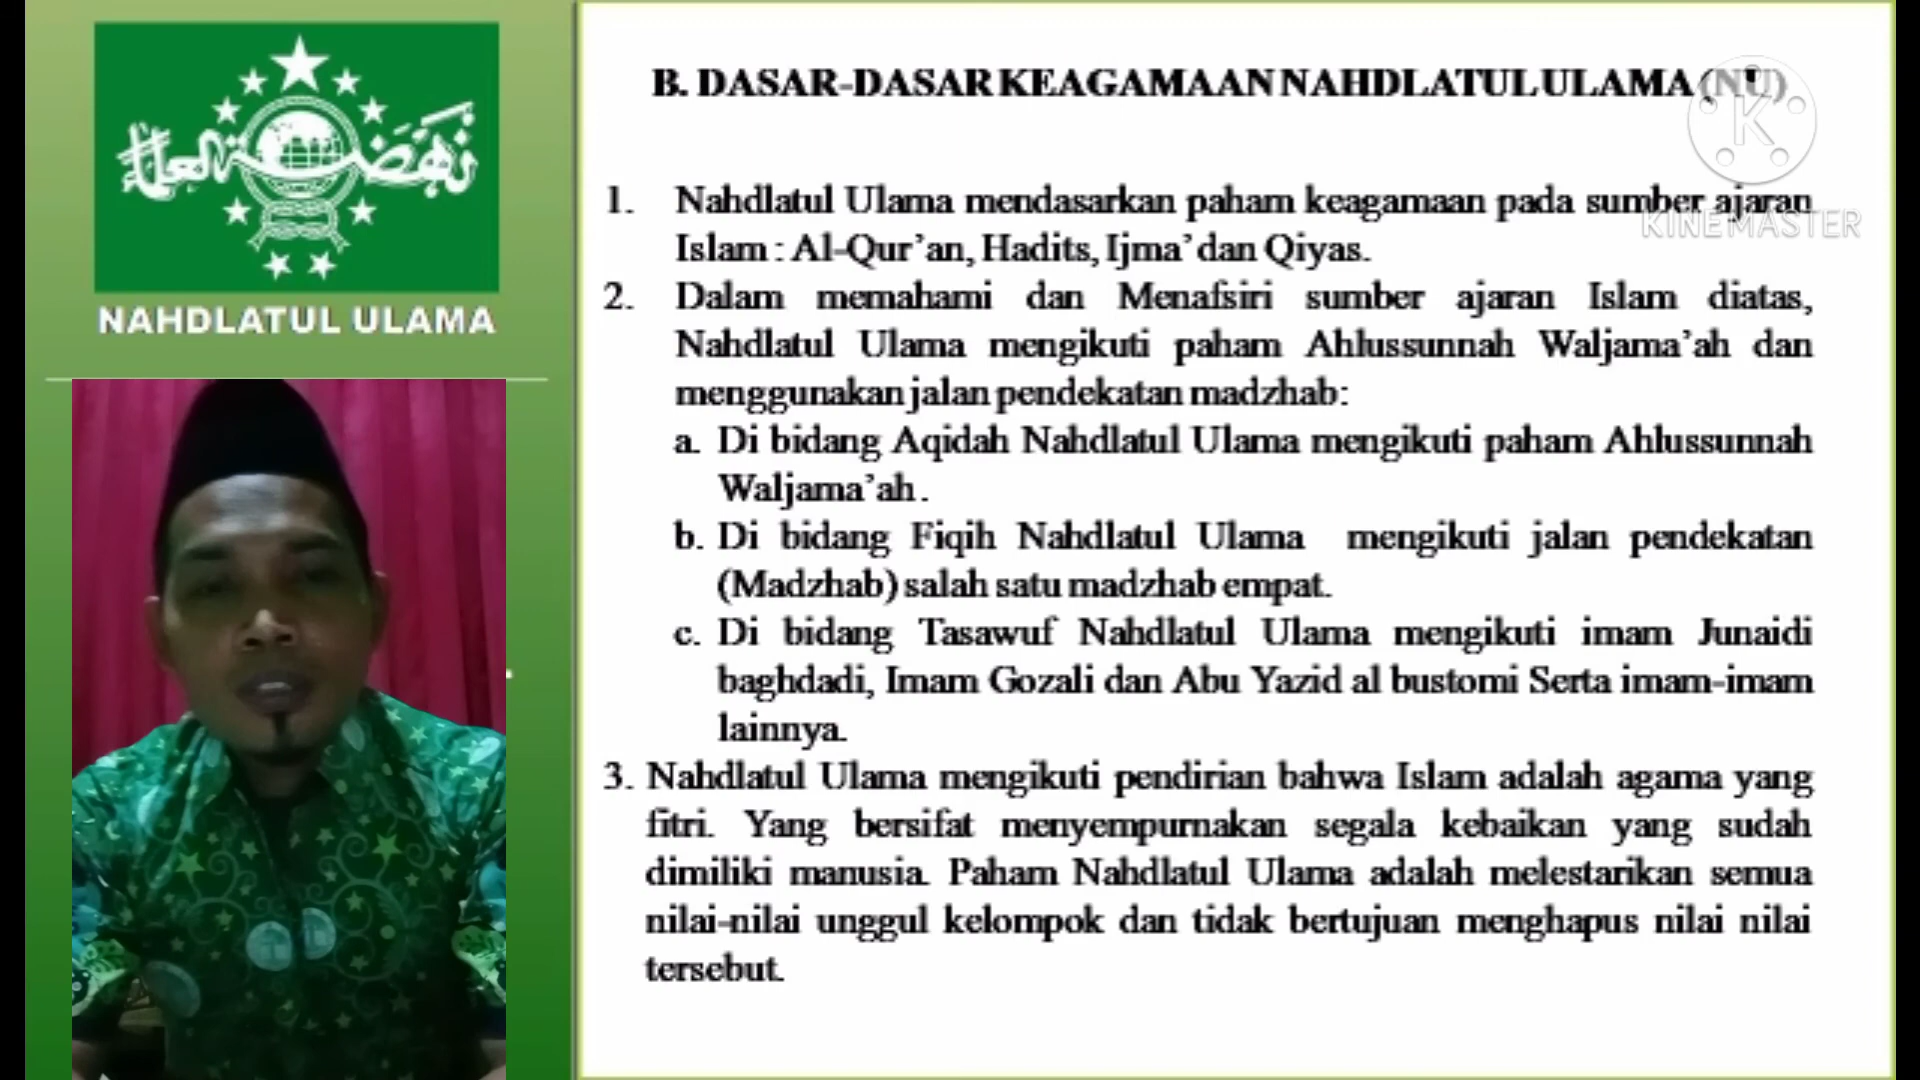 نهضة العلماء
NAHDLATUL ULAMA
B. DASAR-DASAR KEAGAMAAN NAHDLATUL ULAMA (NU)
K
KINEMASTER
1. Nahdlatul Ulama mendasarkan paham keagamaan pada sumber ajaran
Islam : Al-Qur’an, Hadits, Ijma’ dan Qiyas.
2. Dalam memahami dan Menafsiri sumber ajaran Islam diatas,
Nahdlatul Ulama mengikuti paham Ahlussunnah Waljama’ah dan
menggunakan jalan pendekatan madzhab:
a. Di bidang Aqidah Nahdlatul Ulama mengikuti paham Ahlussunnah
Waljama’ah.
b. Di bidang Fiqih Nahdlatul Ulama mengikuti jalan pendekatan
(Madzhab) salah satu madzhab empat.
c. Di bidang Tasawuf Nahdlatul Ulama mengikuti imam Junaidi
baghdadi, Imam Gozali dan Abu Yazid al bustomi Serta imam-imam
lainnya.
3. Nahdlatul Ulama mengikuti pendirian bahwa Islam adalah agama yang
fitri. Yang bersifat menyempurnakan segala kebaikan yang sudah
dimiliki manusia. Paham Nahdlatul Ulama adalah melestarikan semua
nilai-nilai unggul kelompok dan tidak bertujuan menghapus nilai nilai
tersebut.